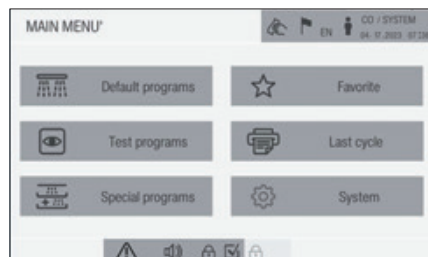 MAIN MENU'
CO / SYSTEM
EN
Default programs
Favorite
Test programs
Last cycle
Special programs
System